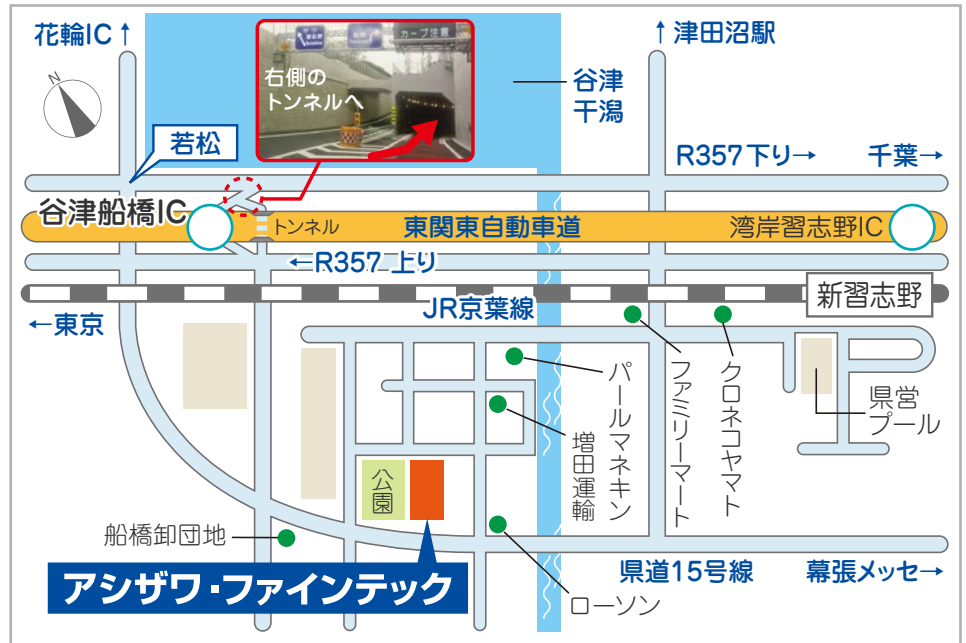 花輪IC↑
↑津田沼駅
N
カーブ注意
右側の
トンネルへ
谷津
干潟
若松
R357下り→
千葉→
谷津船橋IC
トンネル
東関東自動車道
湾岸習志野IC
←R357 上り
新習志野
JR京葉線
←東京
パールマネキン
ファミリーマート
クロネコヤマト
県営
プール
増田運輸
公園
船橋卸団地
アシザワ・ファインテック
ローソン
県道15号線
幕張メッセ→